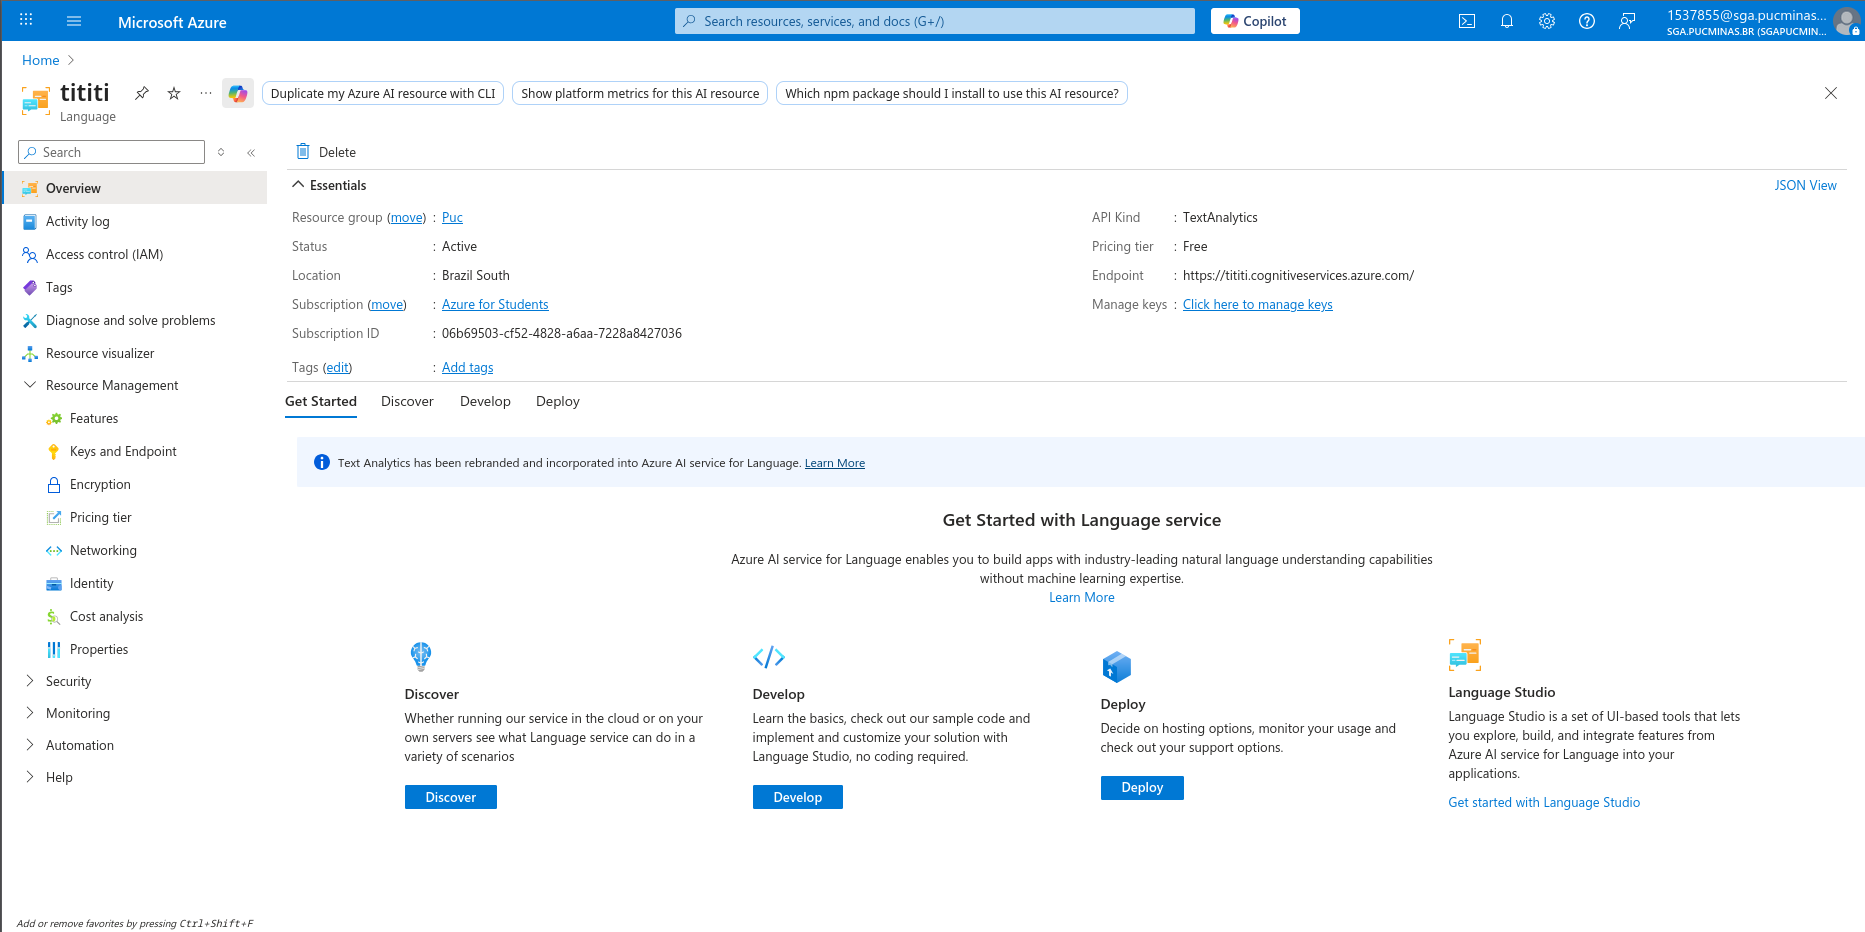 Microsoft Azure
Search resources, services, and docs (G+/)
Copilot
1537855@sga.pucminas...
SGA.PUCMINAS.BR (SGAPUCMIN...
Home
tititi
Language
Duplicate my Azure AI resource with CLI
Show platform metrics for this AI resource
Which npm package should I install to use this AI resource?
Search
Overview
Activity log
Access control (IAM)
Tags
Diagnose and solve problems
Resource visualizer
Resource Management
Features
Keys and Endpoint
Encryption
Pricing tier
Networking
Identity
Cost analysis
Properties
Security
Monitoring
Automation
Help
Add or remove favorites by pressing Ctrl+Shift+F
Delete
Essentials
JSON View
Resource group (move) : Puc
Status : Active
Location : Brazil South
Subscription (move) : Azure for Students
Subscription ID : 06b69503-cf52-4828-a6aa-7228a8427036
Tags (edit) : Add tags
API Kind : TextAnalytics
Pricing tier : Free
Endpoint : https://tititi.cognitiveservices.azure.com/
Manage keys : Click here to manage keys
Get Started Discover Develop Deploy
Text Analytics has been rebranded and incorporated into Azure AI service for Language. Learn More
Get Started with Language service
Azure AI service for Language enables you to build apps with industry-leading natural language understanding capabilities
without machine learning expertise.
Learn More
Discover
Whether running our service in the cloud or on your
own servers see what Language service can do in a
variety of scenarios
Discover
Develop
Learn the basics, check out our sample code and
implement and customize your solution with
Language Studio, no coding required.
Develop
Deploy
Decide on hosting options, monitor your usage and
check out your support options.
Deploy
Language Studio
Language Studio is a set of UI-based tools that lets
you explore, build, and integrate features from
Azure AI service for Language into your
applications.
Get started with Language Studio